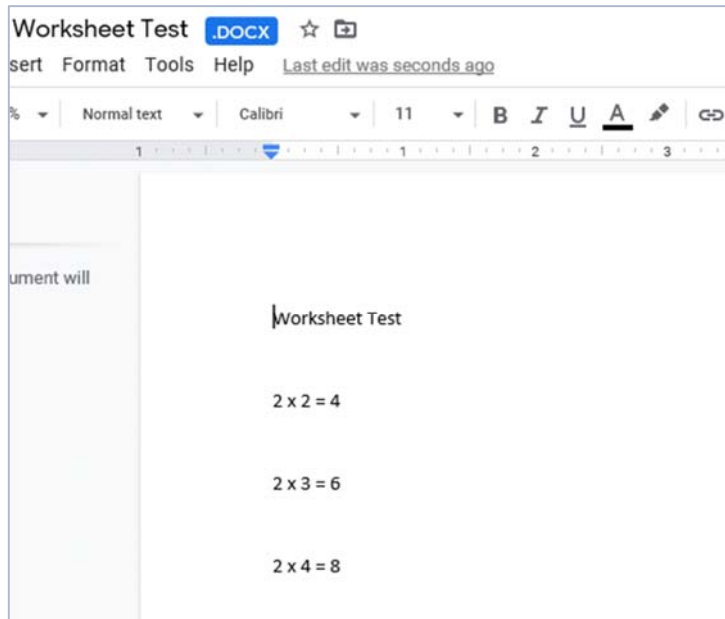 Worksheet Test .DOCX
sert Format Tools Help Last edit was seconds ago
% Normal text Calibri 11 B I U A
1 1 2 3
ument will
Worksheet Test
2 x 2 = 4
2 x 3 = 6
2 x 4 = 8